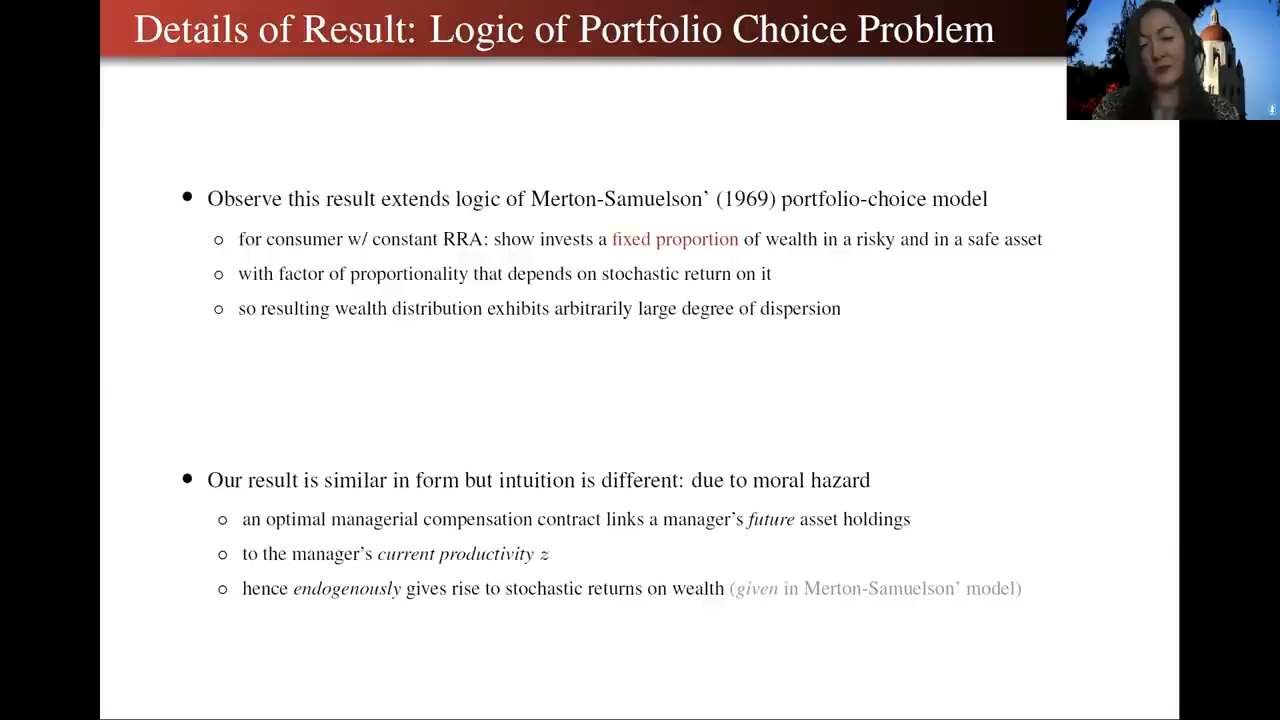 Details of Result: Logic of Portfolio Choice Problem
• Observe this result extends logic of Merton-Samuelson’ (1969) portfolio-choice model
○ for consumer w/ constant RRA: show invests a fixed proportion of wealth in a risky and in a safe asset
○ with factor of proportionality that depends on stochastic return on it
○ so resulting wealth distribution exhibits arbitrarily large degree of dispersion
• Our result is similar in form but intuition is different: due to moral hazard
○ an optimal managerial compensation contract links a manager’s future asset holdings
○ to the manager’s current productivity z
○ hence endogenously gives rise to stochastic returns on wealth (given in Merton-Samuelson’ model)